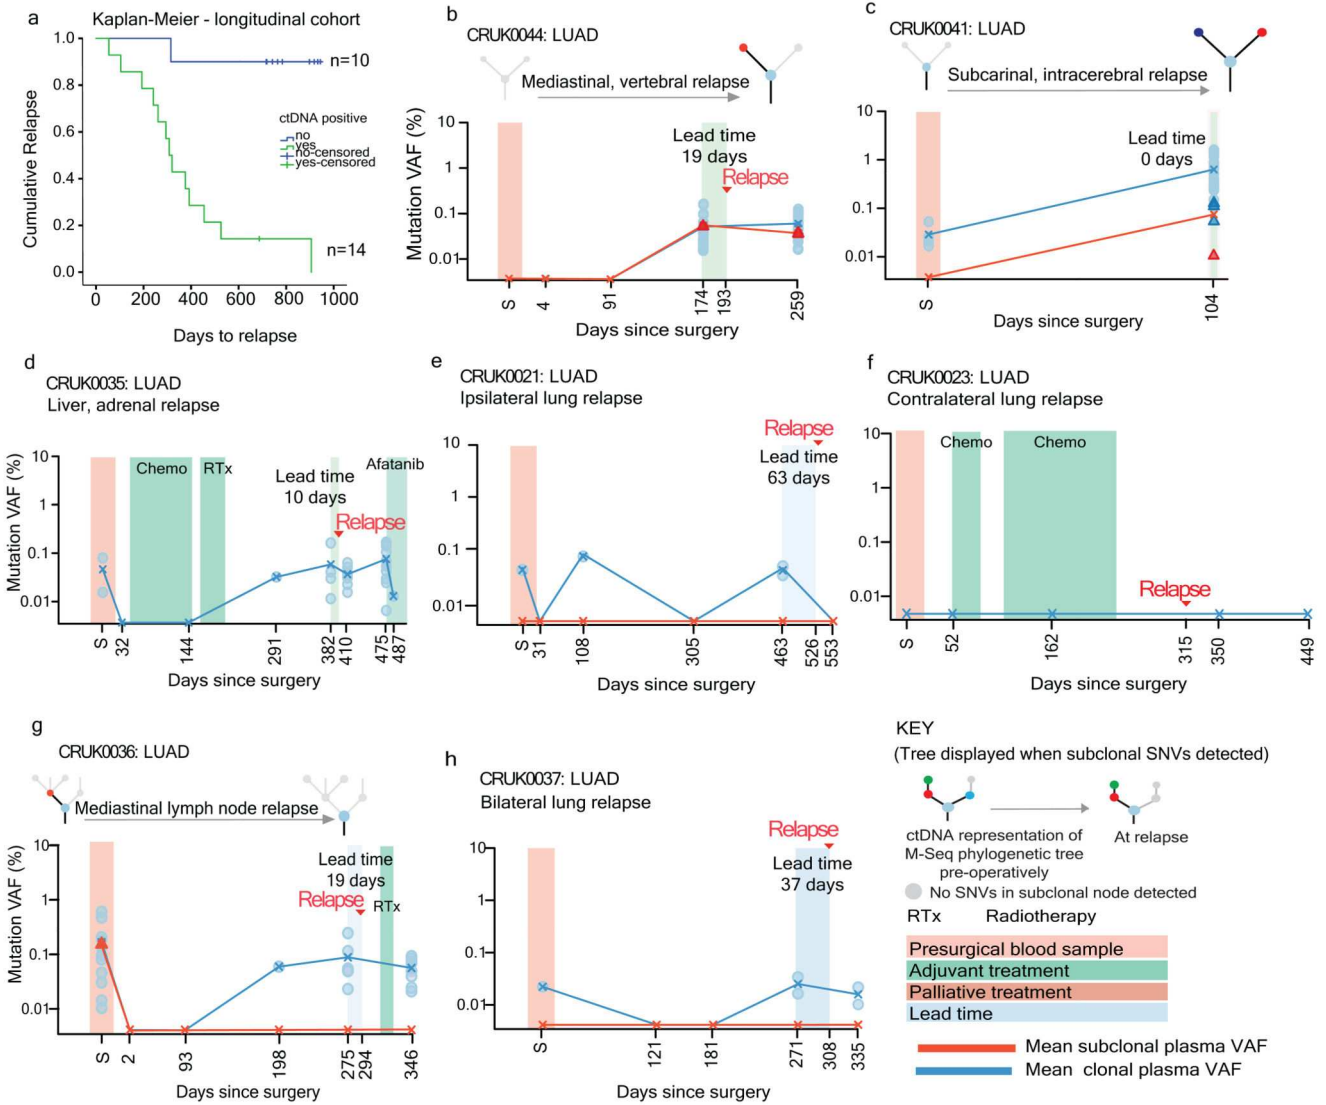 a
Kaplan-Meier - longitudinal cohort
Cumulative Relapse
1.0
0.8
0.6
0.4
0.2
0.0
n=10
ctDNA positive
no
yes
no-censored
yes-censored
n=14
0 200 400 600 800 1000
Days to relapse
b
CRUK0044: LUAD
Mediastinal, vertebral relapse
Mutation VAF (%)
10
1
0.1
0.01
Lead time
19 days
Relapse
S 4 91 174 193 259
Days since surgery
c
CRUK0041: LUAD
Subcarinal, intracerebral relapse
10
1
0.1
0.01
Lead time
0 days
S 104
Days since surgery
d
CRUK0035: LUAD
Liver, adrenal relapse
Mutation VAF (%)
10
1
0.1
0.01
Chemo RTx
Lead time
10 days
Afatanib
Relapse
S 32 144 291 382 410 475 487
Days since surgery
e
CRUK0021: LUAD
Ipsilateral lung relapse
10
1
0.1
0.01
Relapse
Lead time
63 days
S 31 108 305 463 526 553
Days since surgery
f
CRUK0023: LUAD
Contralateral lung relapse
10
1
0.1
0.01
Chemo Chemo
Relapse
S 52 162 315 350 449
Days since surgery
g
CRUK0036: LUAD
Mediastinal lymph node relapse
Mutation VAF (%)
10
1
0.1
0.01
Lead time
19 days
Relapse
RTx
S 2 93 198 275 294 346
Days since surgery
h
CRUK0037: LUAD
Bilateral lung relapse
10
1
0.1
0.01
Relapse
Lead time
37 days
S 121 181 271 308 335
Days since surgery
KEY
(Tree displayed when subclonal SNVs detected)
ctDNA representation of
M-Seq phylogenetic tree
pre-operatively
At relapse
No SNVs in subclonal node detected
RTx Radiotherapy
Presurgical blood sample
Adjuvant treatment
Palliative treatment
Lead time
Mean subclonal plasma VAF
Mean clonal plasma VAF